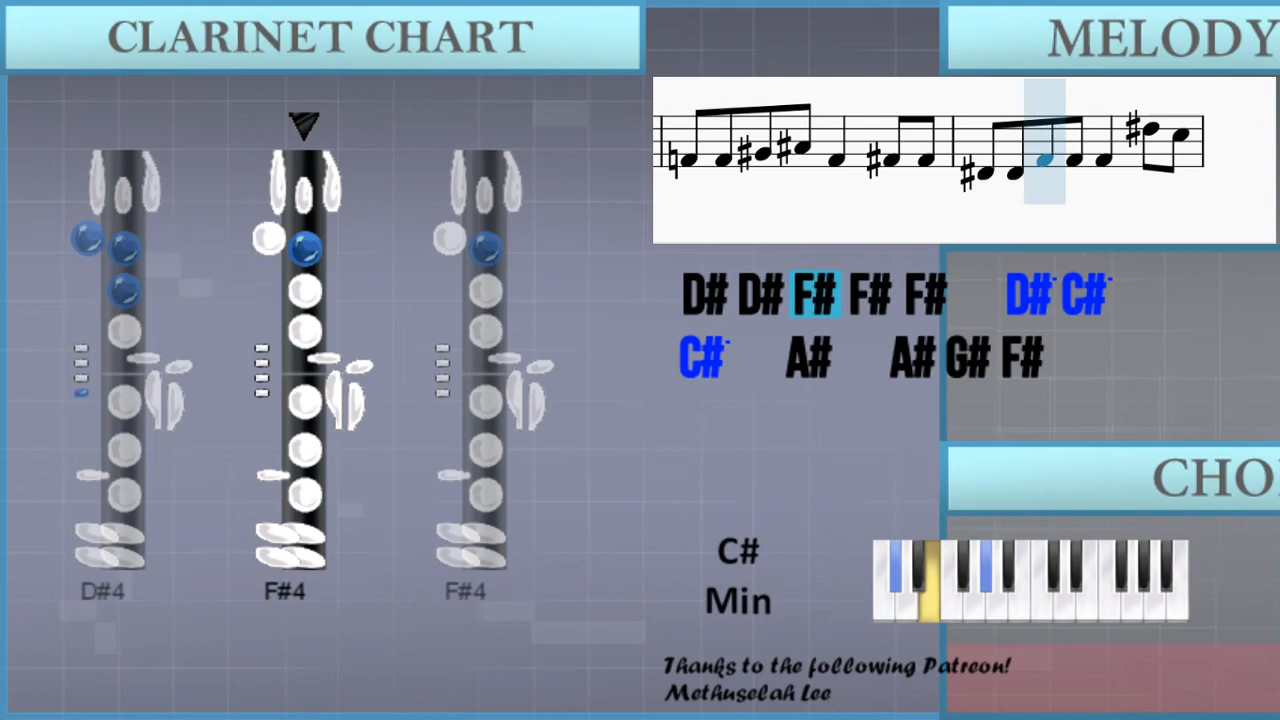 CLARINET CHART
MELODY
D# D# F# F# F# D#- C#-
C#- A# A# G# F#
CHO
D#4 F#4 F#4
C#
Min
Thanks to the following Patreon!
Methuselah Lee